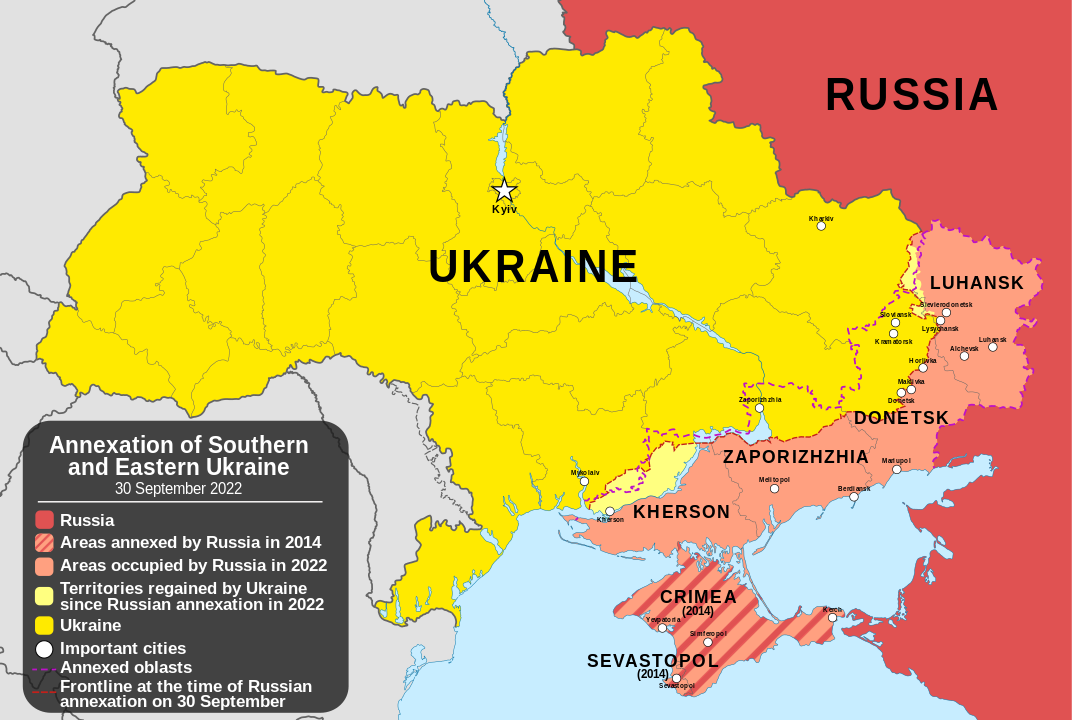 RUSSIA
Kyiv
Kharkiv
UKRAINE
LUHANSK
Sievierodonetsk
Sloviansk
Lysychansk
Kramatorsk
Luhansk
Alchevsk
Horlivka
Makiivka
Donetsk
Zaporizhzhia
DONETSK
ZAPORIZHZHIA
Mariupol
Mykolaiv
Melitopol
Berdiansk
KHERSON
Kherson
CRIMEA
(2014)
Kerch
Yevpatoria
Simferopol
SEVASTOPOL
(2014)
Sevastopol
Annexation of Southern
and Eastern Ukraine
30 September 2022
Russia
Areas annexed by Russia in 2014
Areas occupied by Russia in 2022
Territories regained by Ukraine
since Russian annexation in 2022
Ukraine
Important cities
Annexed oblasts
Frontline at the time of Russian
annexation on 30 September